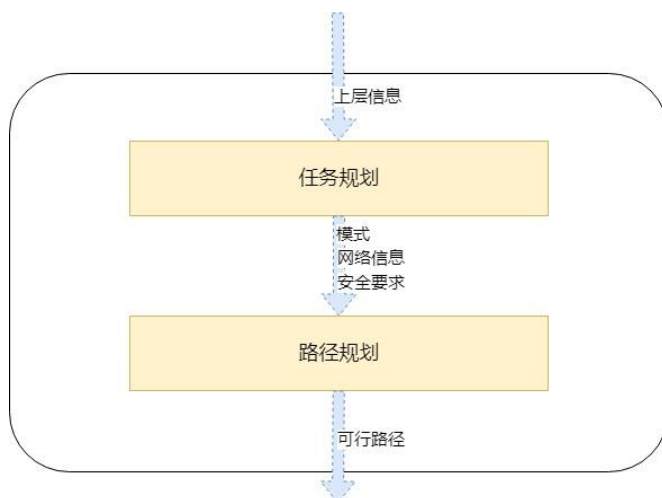 上层信息
任务规划
模式
网络信息
安全要求
路径规划
可行路径